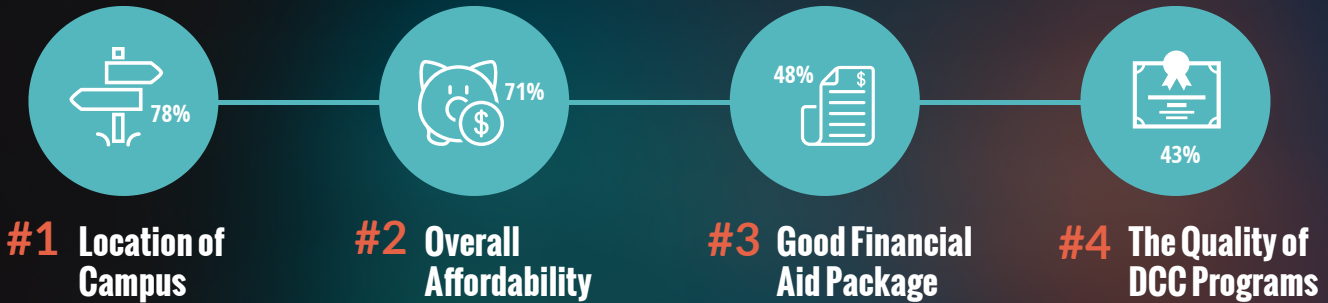 78%
71%
$
48%
$
43%
#1 Location of
Campus
#2 Overall
Affordability
#3 Good Financial
Aid Package
#4 The Quality of
DCC Programs